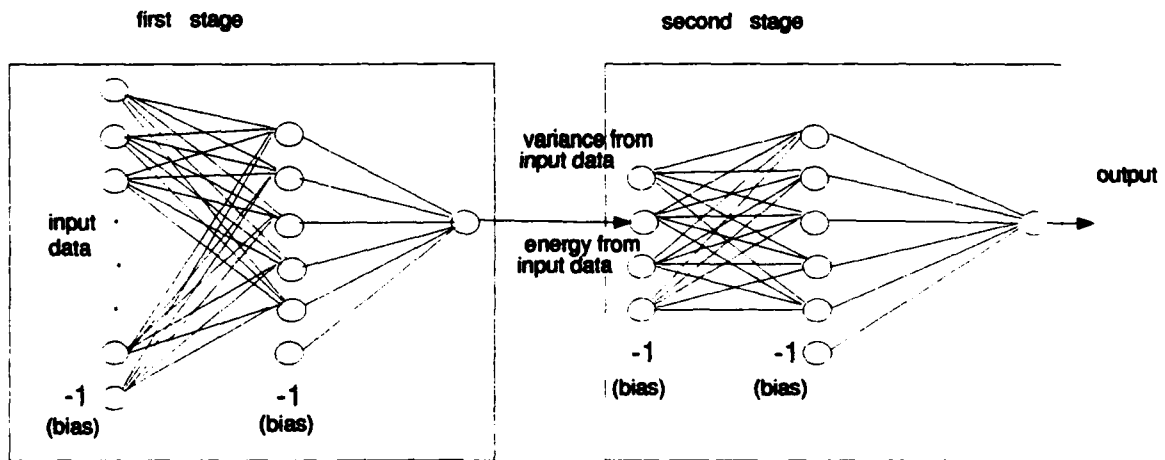 first stage
second stage
input
data
-1
(bias)
-1
(bias)
variance from
input data
energy from
input data
-1
(bias)
-1
(bias)
output